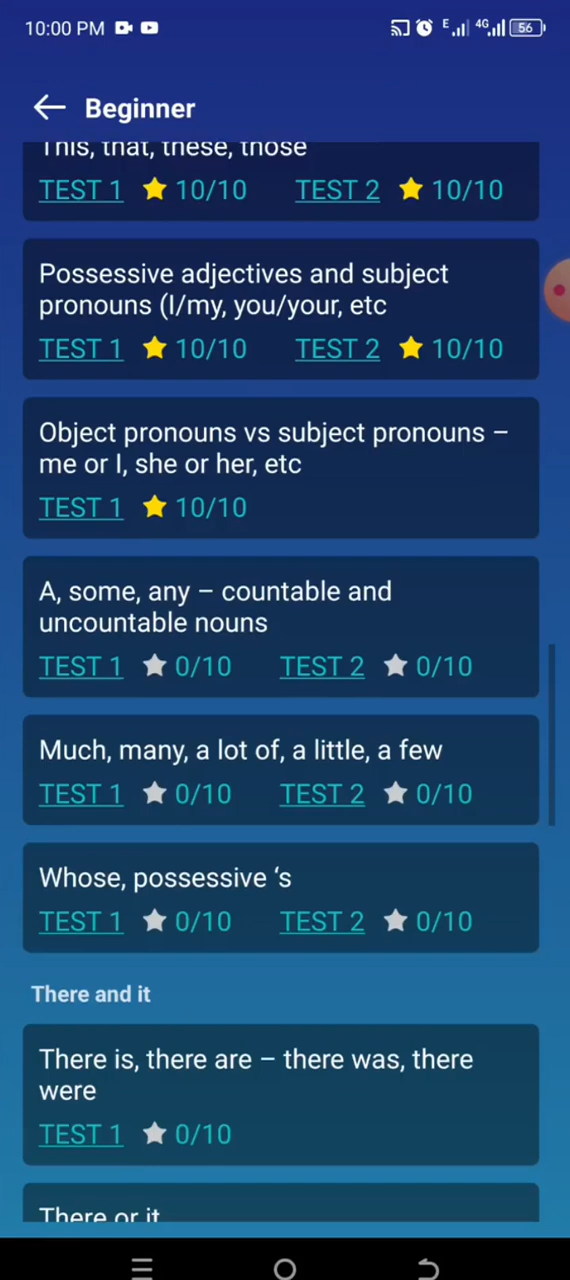 10:00 PM E 4G 56
Beginner
This, that, these, those
TEST 1 10/10 TEST 2 10/10
Possessive adjectives and subject
pronouns (I/my, you/your, etc
TEST 1 10/10 TEST 2 10/10
Object pronouns vs subject pronouns –
me or I, she or her, etc
TEST 1 10/10
A, some, any – countable and
uncountable nouns
TEST 1 0/10 TEST 2 0/10
Much, many, a lot of, a little, a few
TEST 1 0/10 TEST 2 0/10
Whose, possessive ‘s
TEST 1 0/10 TEST 2 0/10
There and it
There is, there are – there was, there
were
TEST 1 0/10
There or it